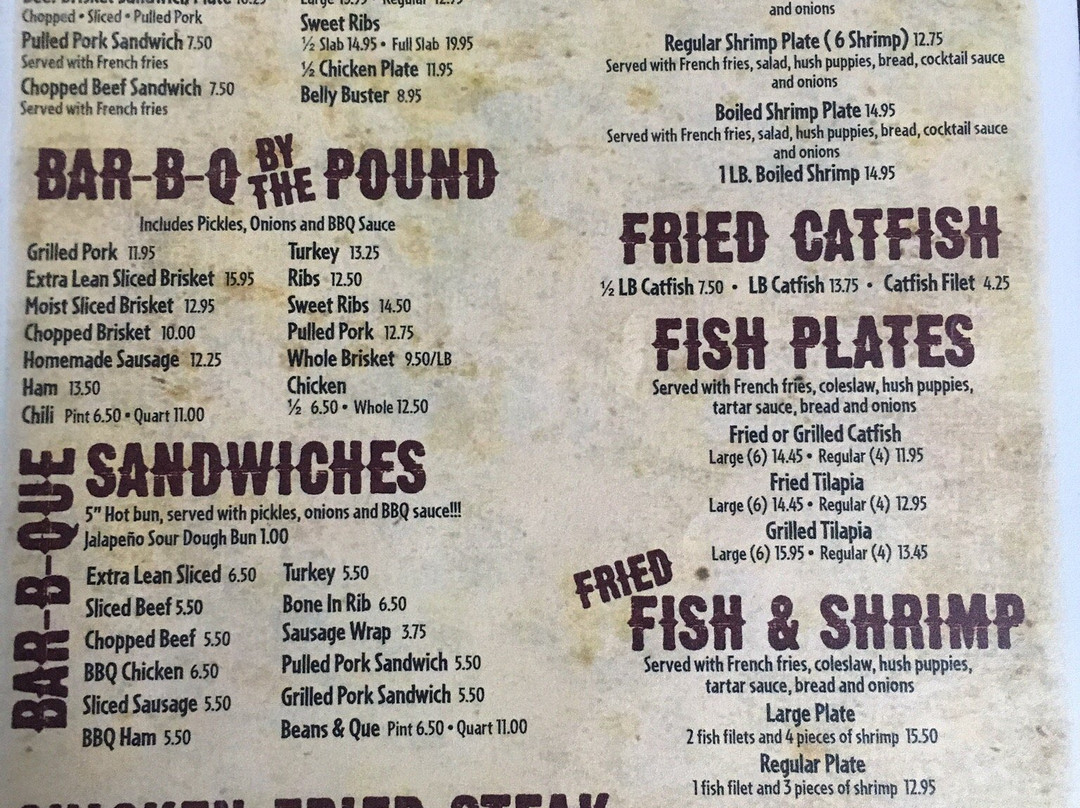 Beef Brisket Sandwich Plate 10.25
Chopped • Sliced • Pulled Pork
Pulled Pork Sandwich 7.50
Served with French fries
Chopped Beef Sandwich 7.50
Served with French fries
Regular 12.95
Sweet Ribs
½ Slab 14.95 • Full Slab 19.95
½ Chicken Plate 11.95
Belly Buster 8.95
BAR-B-Q BY THE POUND
Includes Pickles, Onions and BBQ Sauce
Grilled Pork 11.95
Extra Lean Sliced Brisket 15.95
Moist Sliced Brisket 12.95
Chopped Brisket 10.00
Homemade Sausage 12.25
Ham 13.50
Chili Pint 6.50 • Quart 11.00
Turkey 13.25
Ribs 12.50
Sweet Ribs 14.50
Pulled Pork 12.75
Whole Brisket 9.50/LB
Chicken
½ 6.50 • Whole 12.50
BAR-B-QUE
SANDWICHES
5" Hot bun, served with pickles, onions and BBQ sauce!!!
Jalapeño Sour Dough Bun 1.00
Extra Lean Sliced 6.50
Sliced Beef 5.50
Chopped Beef 5.50
BBQ Chicken 6.50
Sliced Sausage 5.50
BBQ Ham 5.50
Turkey 5.50
Bone In Rib 6.50
Sausage Wrap 3.75
Pulled Pork Sandwich 5.50
Grilled Pork Sandwich 5.50
Beans & Que Pint 6.50 • Quart 11.00
CHICKEN FRIED STEAK
and onions
Regular Shrimp Plate ( 6 Shrimp) 12.75
Served with French fries, salad, hush puppies, bread, cocktail sauce
and onions
Boiled Shrimp Plate 14.95
Served with French fries, salad, hush puppies, bread, cocktail sauce
and onions
1 LB. Boiled Shrimp 14.95
FRIED CATFISH
½ LB Catfish 7.50 • LB Catfish 13.75 • Catfish Filet 4.25
FISH PLATES
Served with French fries, coleslaw, hush puppies,
tartar sauce, bread and onions
Fried or Grilled Catfish
Large (6) 14.45 • Regular (4) 11.95
Fried Tilapia
Large (6) 14.45 • Regular (4) 12.95
Grilled Tilapia
Large (6) 15.95 • Regular (4) 13.45
FRIED
FISH & SHRIMP
Served with French fries, coleslaw, hush puppies,
tartar sauce, bread and onions
Large Plate
2 fish filets and 4 pieces of shrimp 15.50
Regular Plate
1 fish filet and 3 pieces of shrimp 12.95